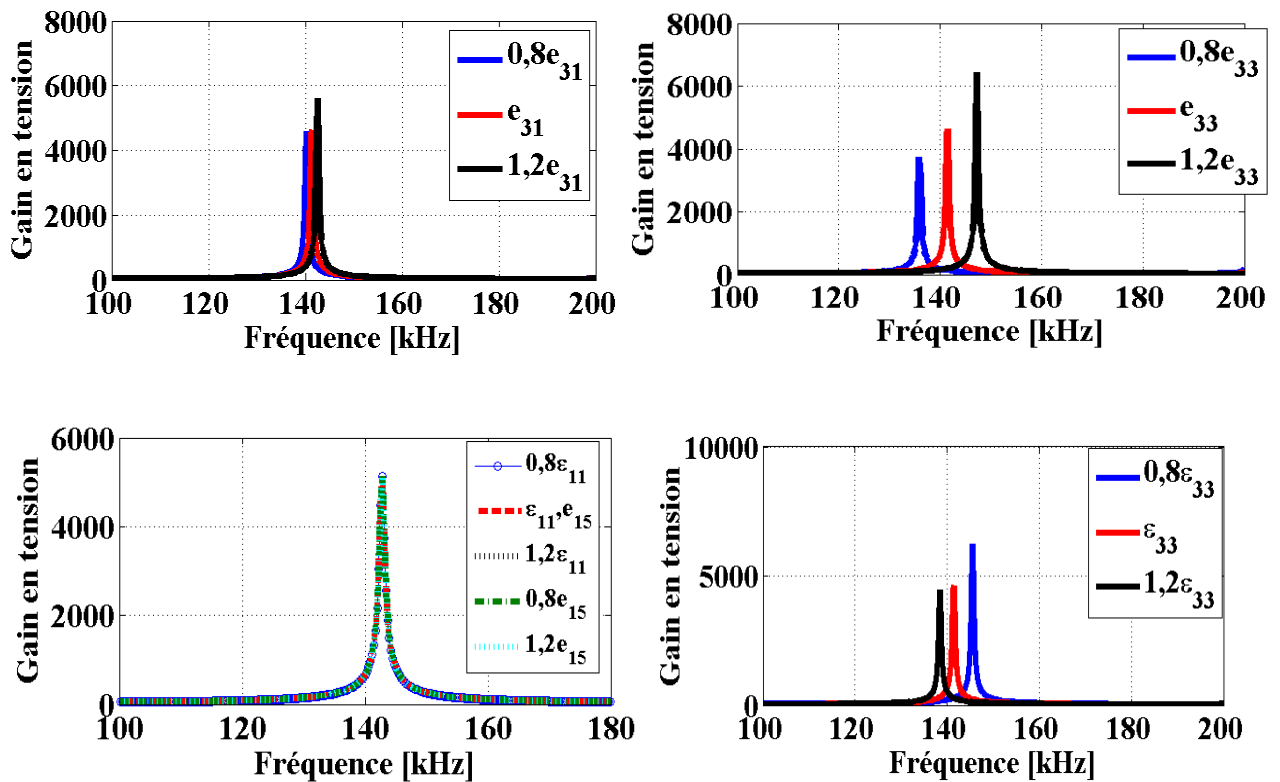 Gain en tension
8000
6000
4000
2000
0
100 120 140 160 180 200
Fréquence [kHz]
0,8e31
e31
1,2e31
Gain en tension
8000
6000
4000
2000
0
100 120 140 160 180 200
Fréquence [kHz]
0,8e33
e33
1,2e33
Gain en tension
6000
4000
2000
0
100 120 140 160 180
Fréquence [kHz]
0,8ε11
ε11,e15
1,2ε11
0,8e15
1,2e15
Gain en tension
10000
5000
0
100 120 140 160 180 200
Fréquence [kHz]
0,8ε33
ε33
1,2ε33